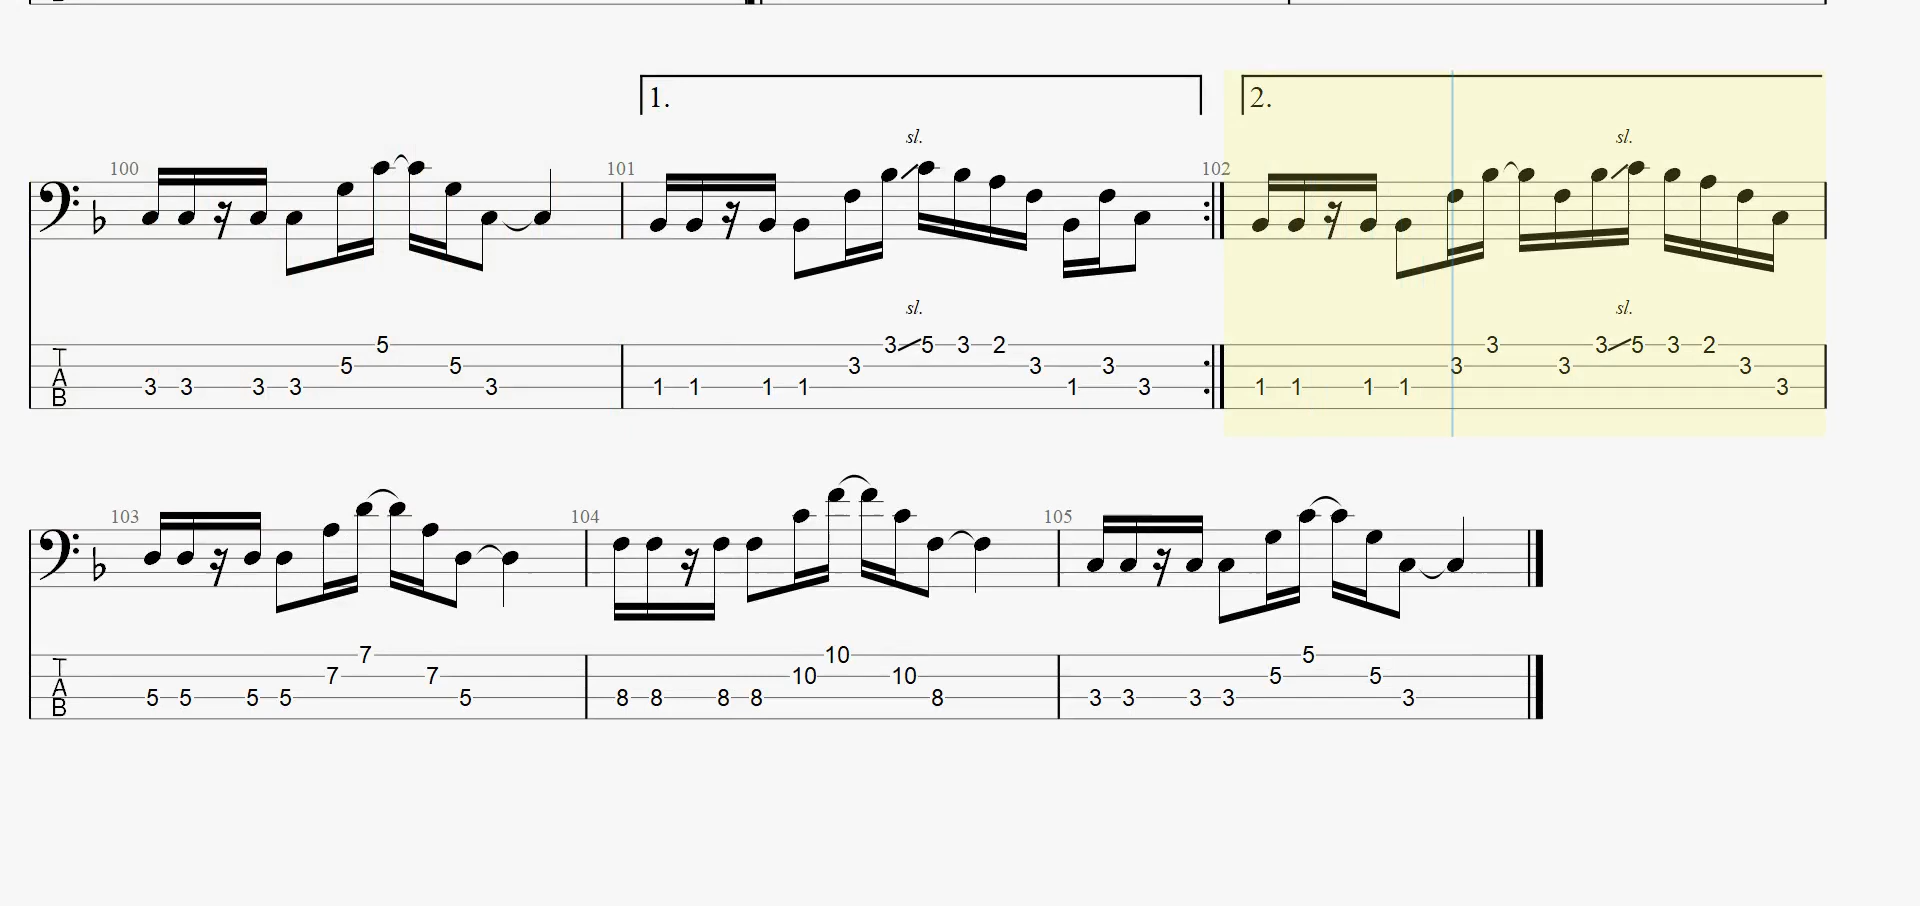 1. 2.
sl. sl.
100 101 102
sl. sl.
5 3 5 3 2 3 3 5 3 2
5 5 3 3 3 3 3 3 3
T A B 3 3 3 3 3 1 1 1 1 1 3 1 1 1 1 3
103 104 105
7 10 5
7 7 10 10 5 5
T A B 5 5 5 5 5 8 8 8 8 8 3 3 3 3 3